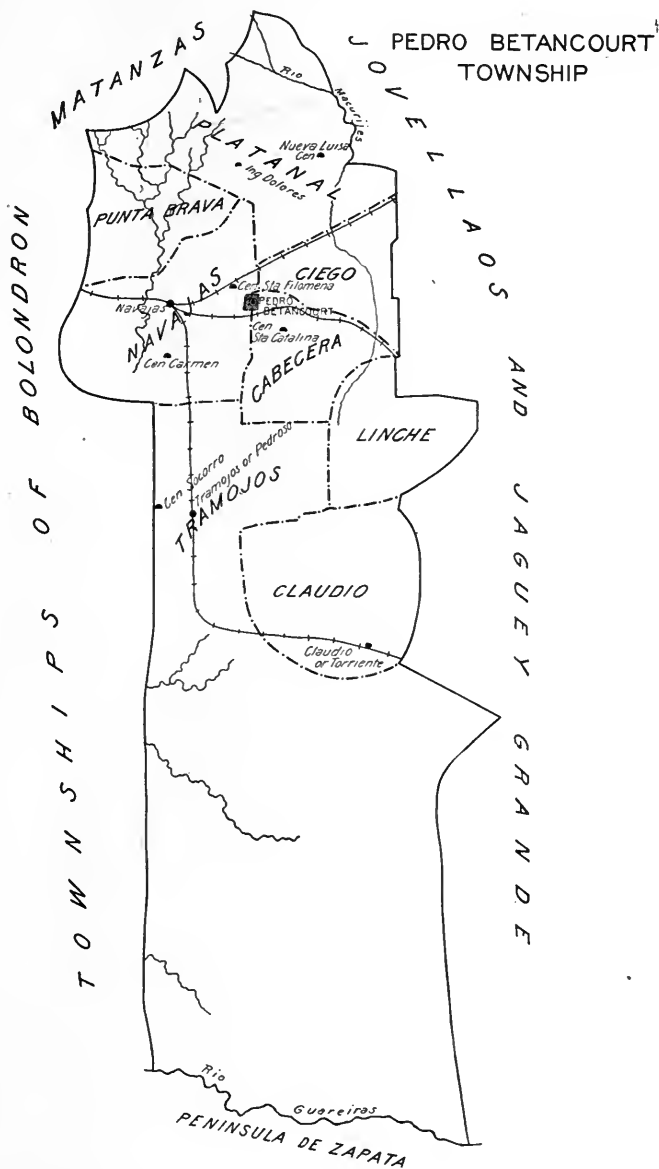 PEDRO BETANCOURT
TOWNSHIP
MATANZAS
JOVELLAOS
AND JAGUEY GRANDE
TOWNSHIPS OF BOLONDRON
Rio
Macurijes
PLATANAL
Nueva Luisa
Cen
Ing Dolores
PUNTA BRAVA
CIEGO
Cen Sta Filomena
PEDRO
BETANCOURT
Navajas
NAVAJAS
Cen
Sta Catalina
Cen Carmen
CABECERA
LINCHE
Cen Socorro
Tramojos or Pedroso
TRAMOJOS
CLAUDIO
Claudio
or Torriente
Rio
Guareiras
PENINSULA DE ZAPATA